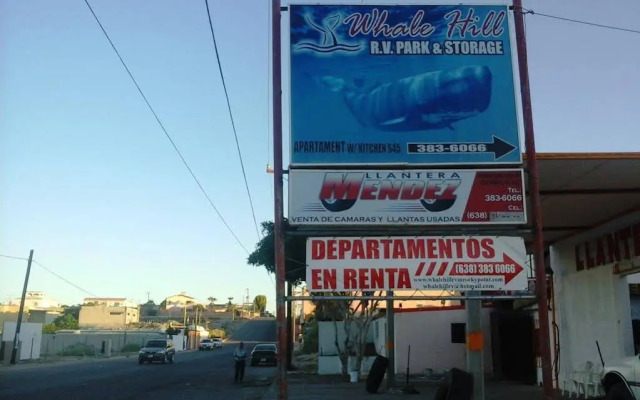 Whale Hill
R.V. PARK & STORAGE
APARTAMENT W/ KITCHEN $45
383-6066
LLANTERA
MENDEZ
VENTA DE CAMARAS Y LLANTAS USADAS
TEL.
383-6066
CEL.:
(638)
DEPARTAMENTOS
EN RENTA (638) 383 6066
LLANTE